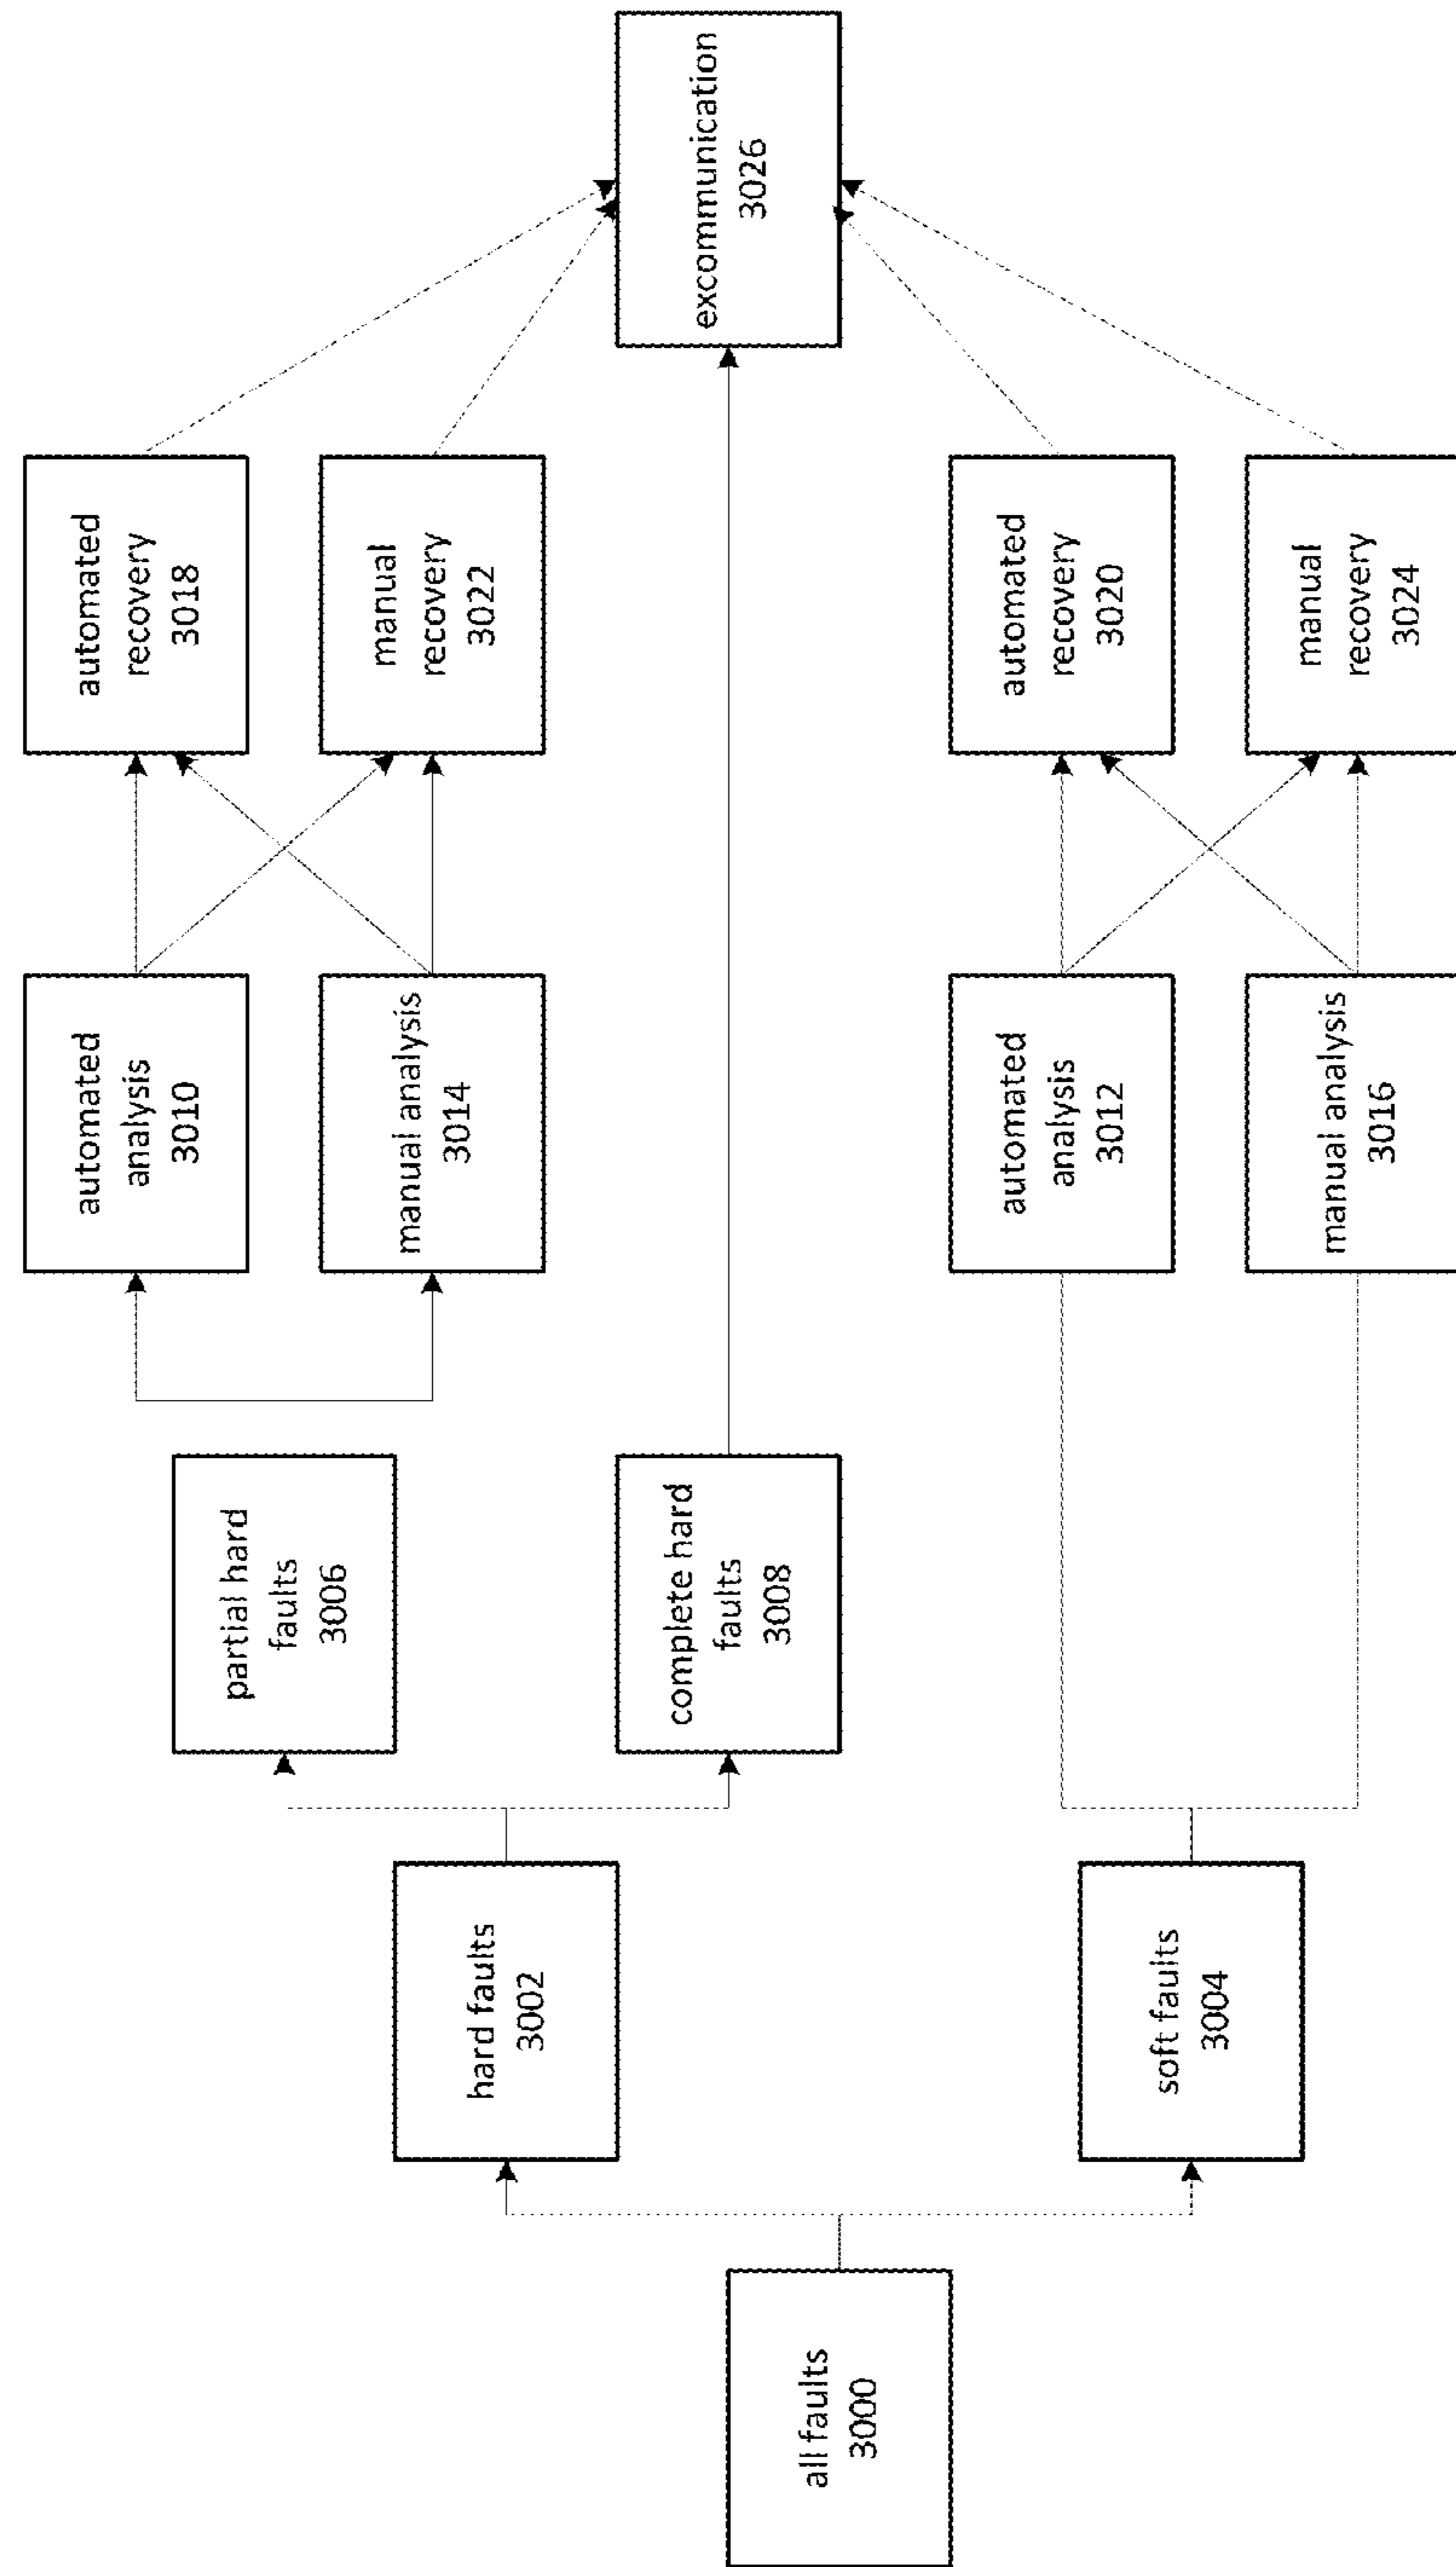 all faults
3000
hard faults
3002
soft faults
3004
partial hard
faults
3006
complete hard
faults
3008
automated
analysis
3010
manual analysis
3014
automated
analysis
3012
manual analysis
3016
automated
recovery
3018
manual
recovery
3022
automated
recovery
3020
manual
recovery
3024
excommunication
3026